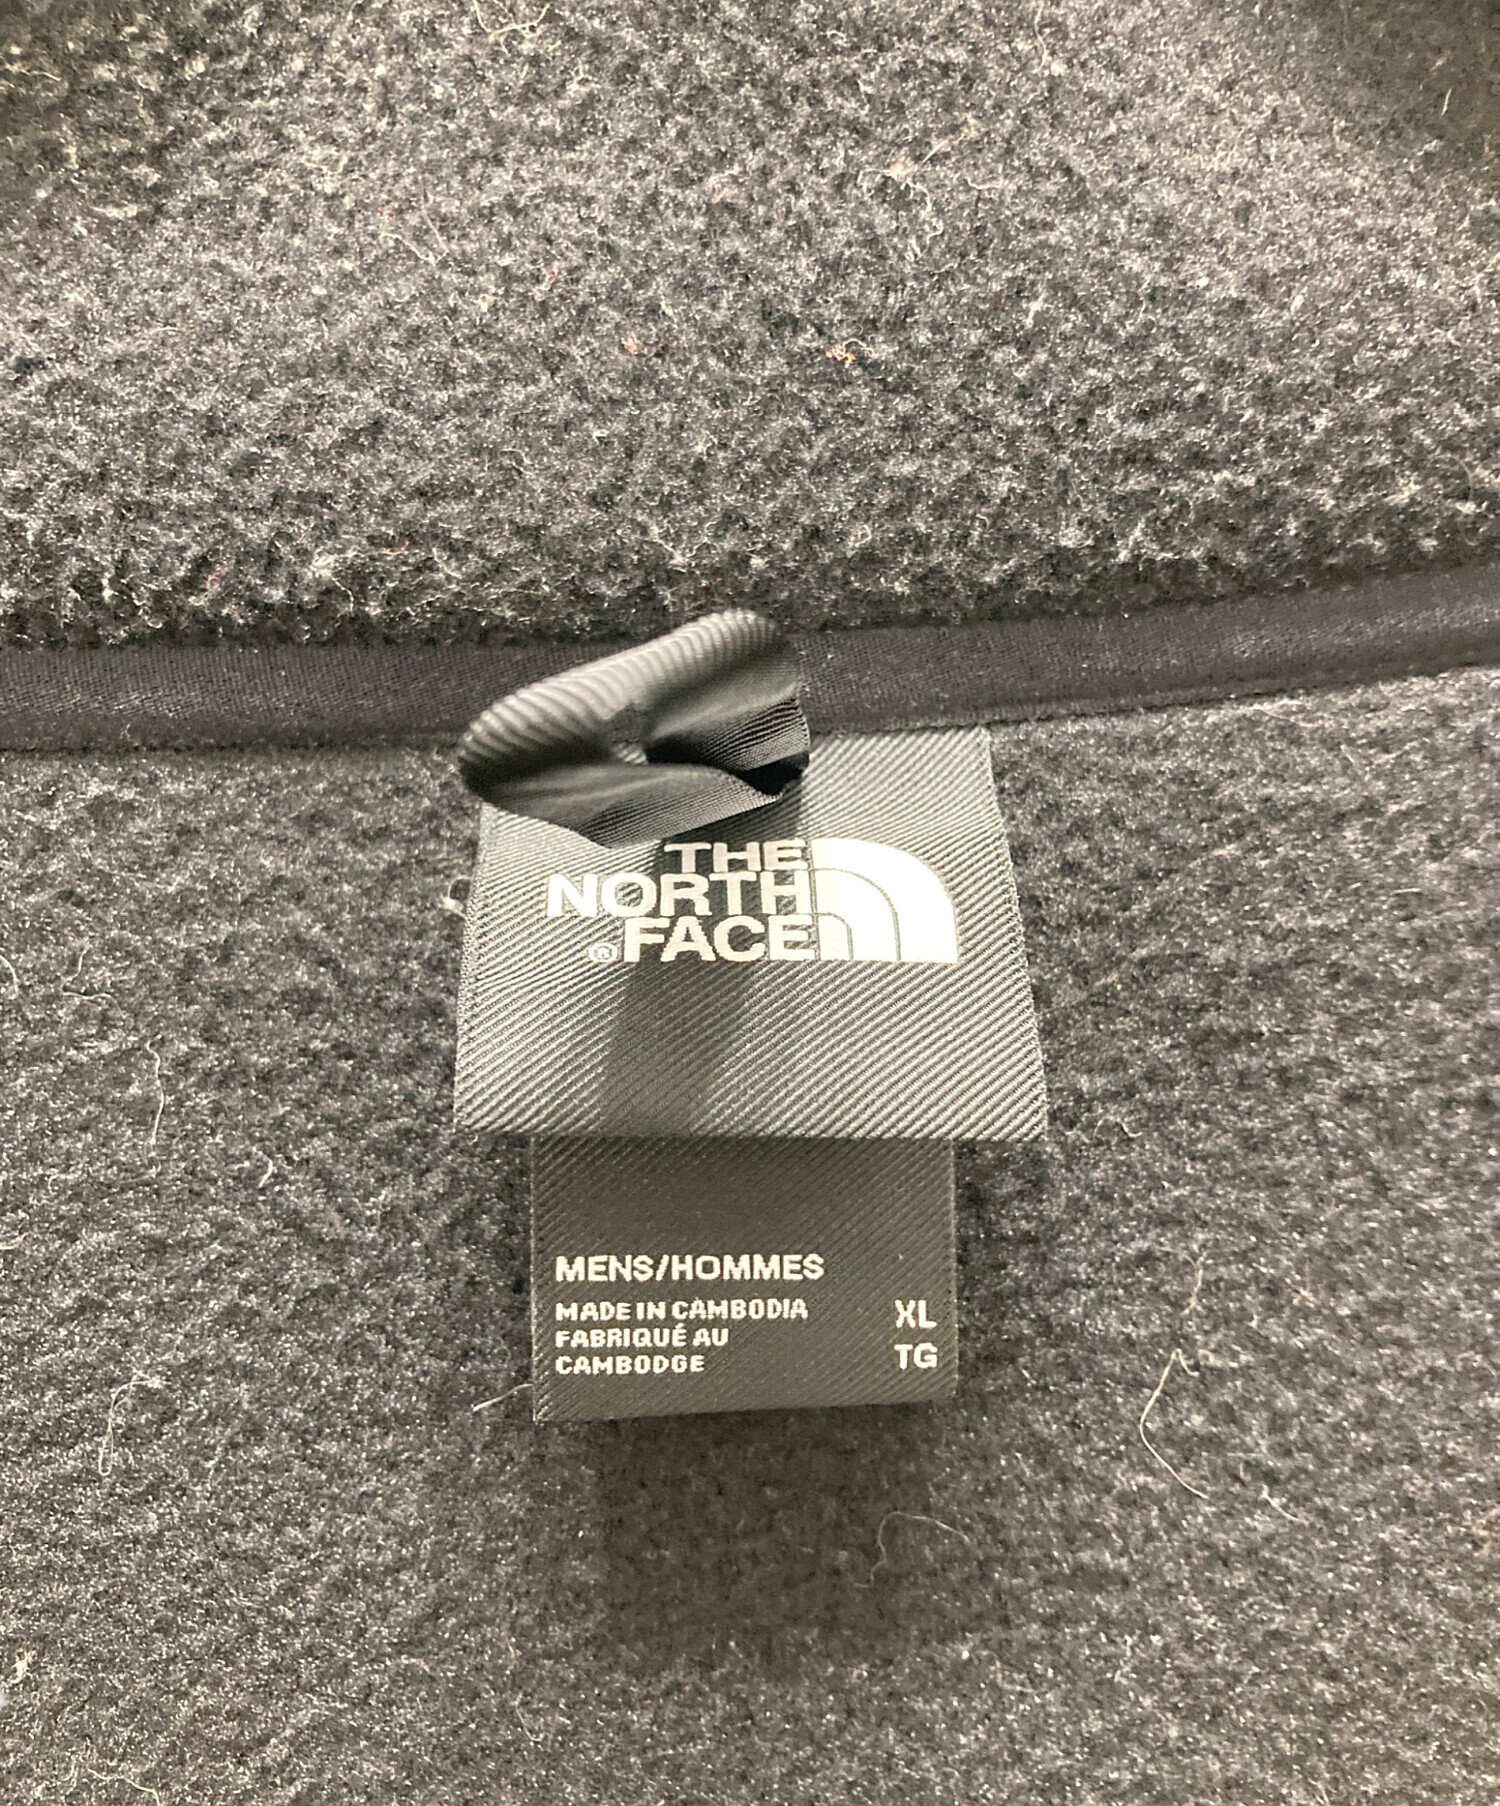 THE
NORTH
®FACE
MENS/HOMMES
MADE IN CAMBODIA
FABRIQUÉ AU
CAMBODGE
XL
TG